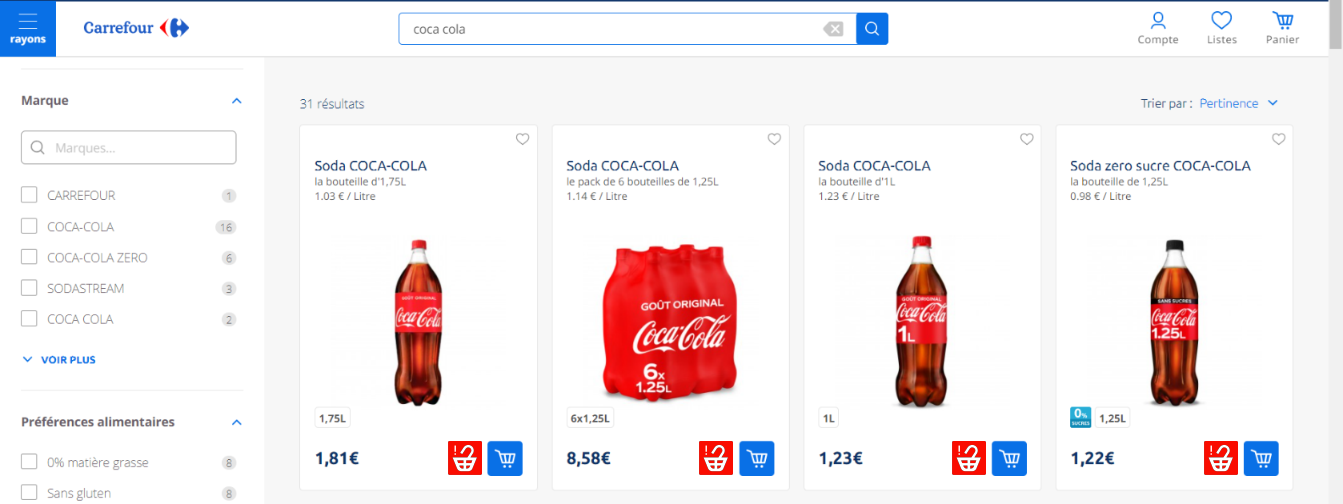 rayons
Carrefour
coca cola
Compte
Listes
Panier
Marque
Marques...
CARREFOUR 1
COCA-COLA 16
COCA-COLA ZERO 6
SODASTREAM 3
COCA COLA 2
VOIR PLUS
Préférences alimentaires
0% matière grasse 8
Sans gluten 8
31 résultats
Trier par : Pertinence
Soda COCA-COLA
la bouteille d'1,75L
1.03 € / Litre
GOÛT ORIGINAL
Coca-Cola
1,75L
1,81€
Soda COCA-COLA
le pack de 6 bouteilles de 1,25L
1.14 € / Litre
GOÛT ORIGINAL
Coca-Cola
6x
1.25L
6x1,25L
8,58€
Soda COCA-COLA
la bouteille d'1L
1.23 € / Litre
GOÛT ORIGINAL
Coca-Cola
1L
1L
1,23€
Soda zero sucre COCA-COLA
la bouteille de 1,25L
0.98 € / Litre
SANS SUCRES
Coca-Cola
1.25L
0%
SUCRES
1,25L
1,22€